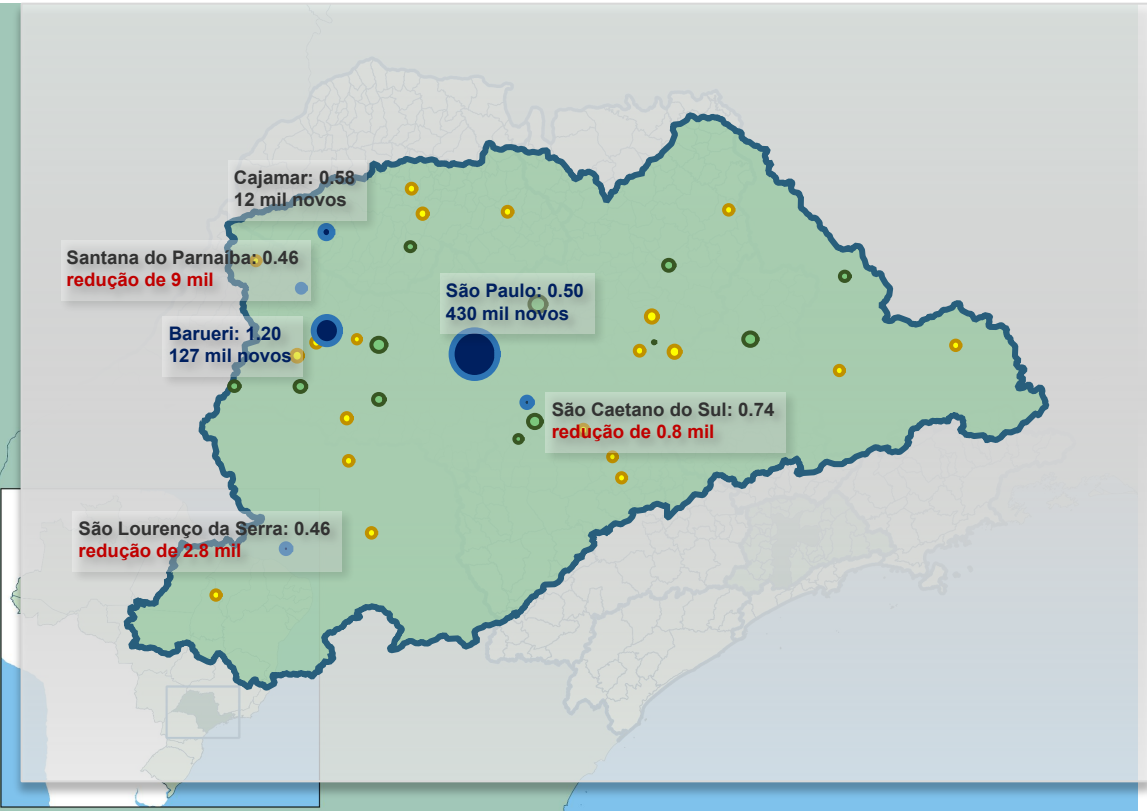 Cajamar: 0.58
12 mil novos
Santana do Parnaíba: 0.46
redução de 9 mil
São Paulo: 0.50
430 mil novos
Barueri: 1.20
127 mil novos
São Caetano do Sul: 0.74
redução de 0.8 mil
São Lourenço da Serra: 0.46
redução de 2.8 mil